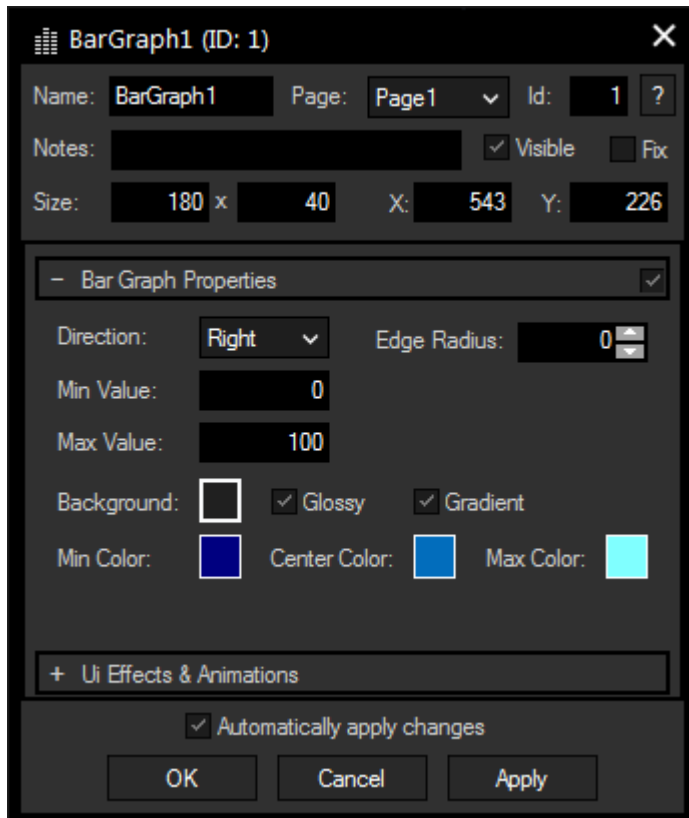 BarGraph1 (ID: 1)
Name: BarGraph1 Page: Page1 Id: 1 ?
Notes: Visible Fix
Size: 180 x 40 X: 543 Y: 226
− Bar Graph Properties
Direction: Right Edge Radius: 0
Min Value: 0
Max Value: 100
Background: Glossy Gradient
Min Color: Center Color: Max Color:
+ Ui Effects & Animations
Automatically apply changes
OK Cancel Apply